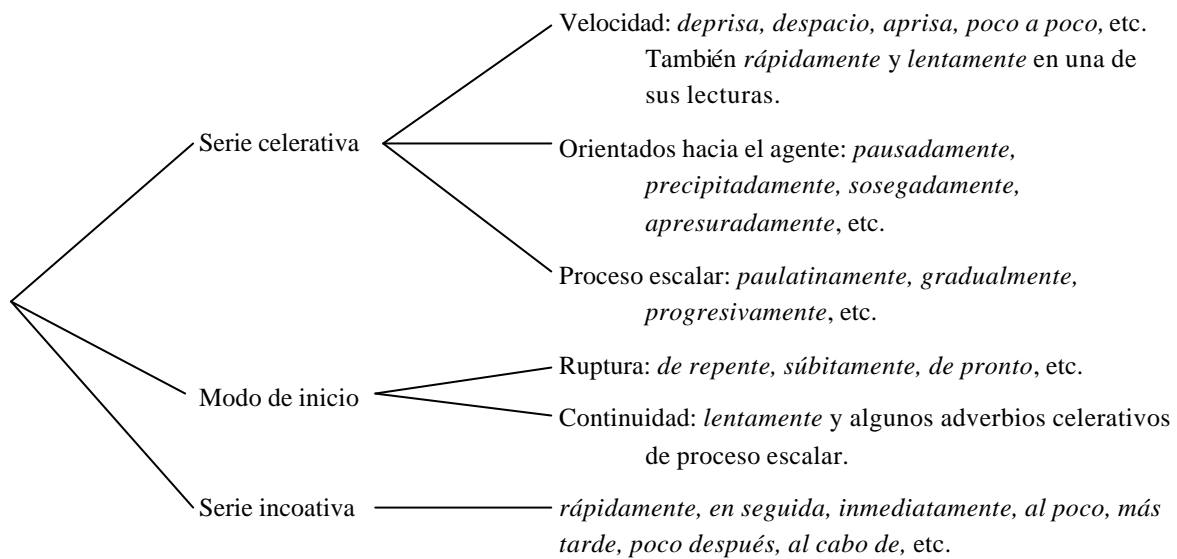 Velocidad: deprisa, despacio, aprisa, poco a poco, etc.
También rápidamente y lentamente en una de
sus lecturas.
Serie celerativa
Orientados hacia el agente: pausadamente,
precipitadamente, sosegadamente,
apresuradamente, etc.
Proceso escalar: paulatinamente, gradualmente,
progresivamente, etc.
Modo de inicio
Ruptura: de repente, súbitamente, de pronto, etc.
Continuidad: lentamente y algunos adverbios celerativos
de proceso escalar.
Serie incoativa
rápidamente, en seguida, inmediatamente, al poco, más
tarde, poco después, al cabo de, etc.